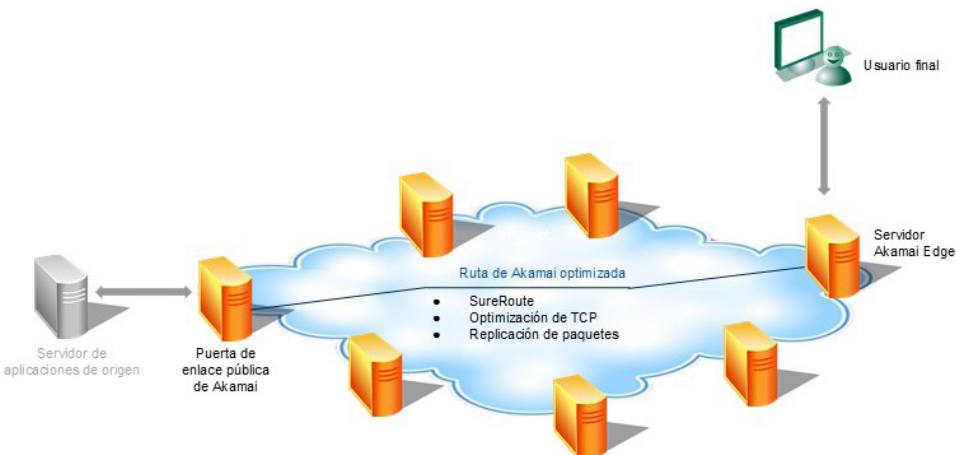 Usuario final
Servidor
Akamai Edge
Ruta de Akamai optimizada
• SureRoute
• Optimización de TCP
• Replicación de paquetes
Servidor de
aplicaciones de origen
Puerta de
enlace pública
de Akamai